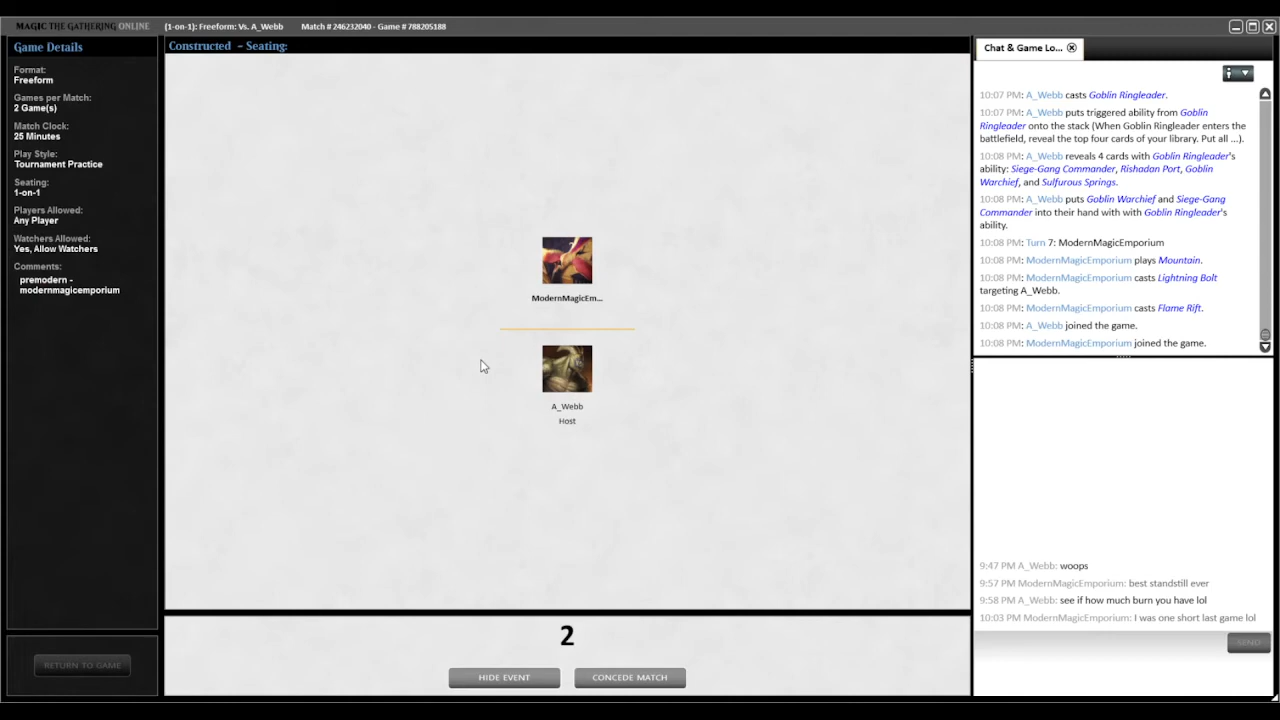 MAGIC THE GATHERING ONLINE (1-on-1): Freeform: Vs. A_Webb Match # 246232040 - Game # 788205188
Game Details
Format:
Freeform
Games per Match:
2 Game(s)
Match Clock:
25 Minutes
Play Style:
Tournament Practice
Seating:
1-on-1
Players Allowed:
Any Player
Watchers Allowed:
Yes, Allow Watchers
Comments:
premodern -
modernmagicemporium
RETURN TO GAME
Constructed - Seating:
ModernMagicEm...
A_Webb
Host
2
HIDE EVENT
CONCEDE MATCH
Chat & Game Lo...
10:07 PM: A_Webb casts Goblin Ringleader.
10:07 PM: A_Webb puts triggered ability from Goblin
Ringleader onto the stack (When Goblin Ringleader enters the
battlefield, reveal the top four cards of your library. Put all ...).
10:08 PM: A_Webb reveals 4 cards with Goblin Ringleader's
ability: Siege-Gang Commander, Rishadan Port, Goblin
Warchief, and Sulfurous Springs.
10:08 PM: A_Webb puts Goblin Warchief and Siege-Gang
Commander into their hand with with Goblin Ringleader's
ability.
10:08 PM: Turn 7: ModernMagicEmporium
10:08 PM: ModernMagicEmporium plays Mountain.
10:08 PM: ModernMagicEmporium casts Lightning Bolt
targeting A_Webb.
10:08 PM: ModernMagicEmporium casts Flame Rift.
10:08 PM: A_Webb joined the game.
10:08 PM: ModernMagicEmporium joined the game.
9:47 PM A_Webb: woops
9:57 PM ModernMagicEmporium: best standstill ever
9:58 PM A_Webb: see if how much burn you have lol
10:03 PM ModernMagicEmporium: I was one short last game lol
SEND